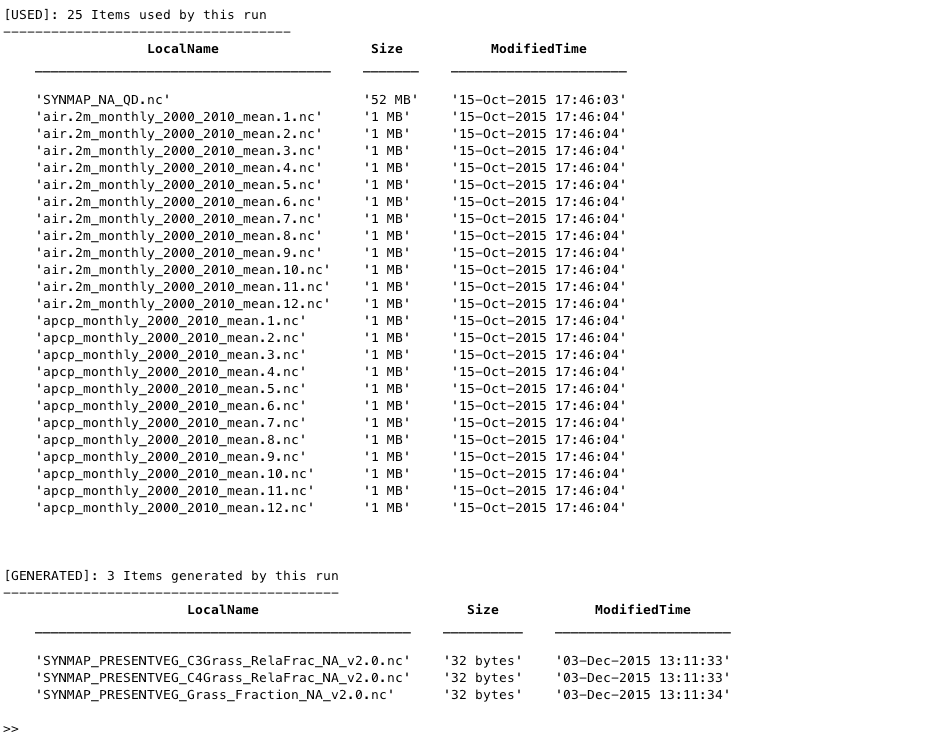 [USED]: 25 Items used by this run
LocalName Size ModifiedTime
'SYNMAP_NA_QD.nc' '52 MB' '15-Oct-2015 17:46:03'
'air.2m_monthly_2000_2010_mean.1.nc' '1 MB' '15-Oct-2015 17:46:04'
'air.2m_monthly_2000_2010_mean.2.nc' '1 MB' '15-Oct-2015 17:46:04'
'air.2m_monthly_2000_2010_mean.3.nc' '1 MB' '15-Oct-2015 17:46:04'
'air.2m_monthly_2000_2010_mean.4.nc' '1 MB' '15-Oct-2015 17:46:04'
'air.2m_monthly_2000_2010_mean.5.nc' '1 MB' '15-Oct-2015 17:46:04'
'air.2m_monthly_2000_2010_mean.6.nc' '1 MB' '15-Oct-2015 17:46:04'
'air.2m_monthly_2000_2010_mean.7.nc' '1 MB' '15-Oct-2015 17:46:04'
'air.2m_monthly_2000_2010_mean.8.nc' '1 MB' '15-Oct-2015 17:46:04'
'air.2m_monthly_2000_2010_mean.9.nc' '1 MB' '15-Oct-2015 17:46:04'
'air.2m_monthly_2000_2010_mean.10.nc' '1 MB' '15-Oct-2015 17:46:04'
'air.2m_monthly_2000_2010_mean.11.nc' '1 MB' '15-Oct-2015 17:46:04'
'air.2m_monthly_2000_2010_mean.12.nc' '1 MB' '15-Oct-2015 17:46:04'
'apcp_monthly_2000_2010_mean.1.nc' '1 MB' '15-Oct-2015 17:46:04'
'apcp_monthly_2000_2010_mean.2.nc' '1 MB' '15-Oct-2015 17:46:04'
'apcp_monthly_2000_2010_mean.3.nc' '1 MB' '15-Oct-2015 17:46:04'
'apcp_monthly_2000_2010_mean.4.nc' '1 MB' '15-Oct-2015 17:46:04'
'apcp_monthly_2000_2010_mean.5.nc' '1 MB' '15-Oct-2015 17:46:04'
'apcp_monthly_2000_2010_mean.6.nc' '1 MB' '15-Oct-2015 17:46:04'
'apcp_monthly_2000_2010_mean.7.nc' '1 MB' '15-Oct-2015 17:46:04'
'apcp_monthly_2000_2010_mean.8.nc' '1 MB' '15-Oct-2015 17:46:04'
'apcp_monthly_2000_2010_mean.9.nc' '1 MB' '15-Oct-2015 17:46:04'
'apcp_monthly_2000_2010_mean.10.nc' '1 MB' '15-Oct-2015 17:46:04'
'apcp_monthly_2000_2010_mean.11.nc' '1 MB' '15-Oct-2015 17:46:04'
'apcp_monthly_2000_2010_mean.12.nc' '1 MB' '15-Oct-2015 17:46:04'
[GENERATED]: 3 Items generated by this run
LocalName Size ModifiedTime
'SYNMAP_PRESENTVEG_C3Grass_RelaFrac_NA_v2.0.nc' '32 bytes' '03-Dec-2015 13:11:33'
'SYNMAP_PRESENTVEG_C4Grass_RelaFrac_NA_v2.0.nc' '32 bytes' '03-Dec-2015 13:11:33'
'SYNMAP_PRESENTVEG_Grass_Fraction_NA_v2.0.nc' '32 bytes' '03-Dec-2015 13:11:34'
>>